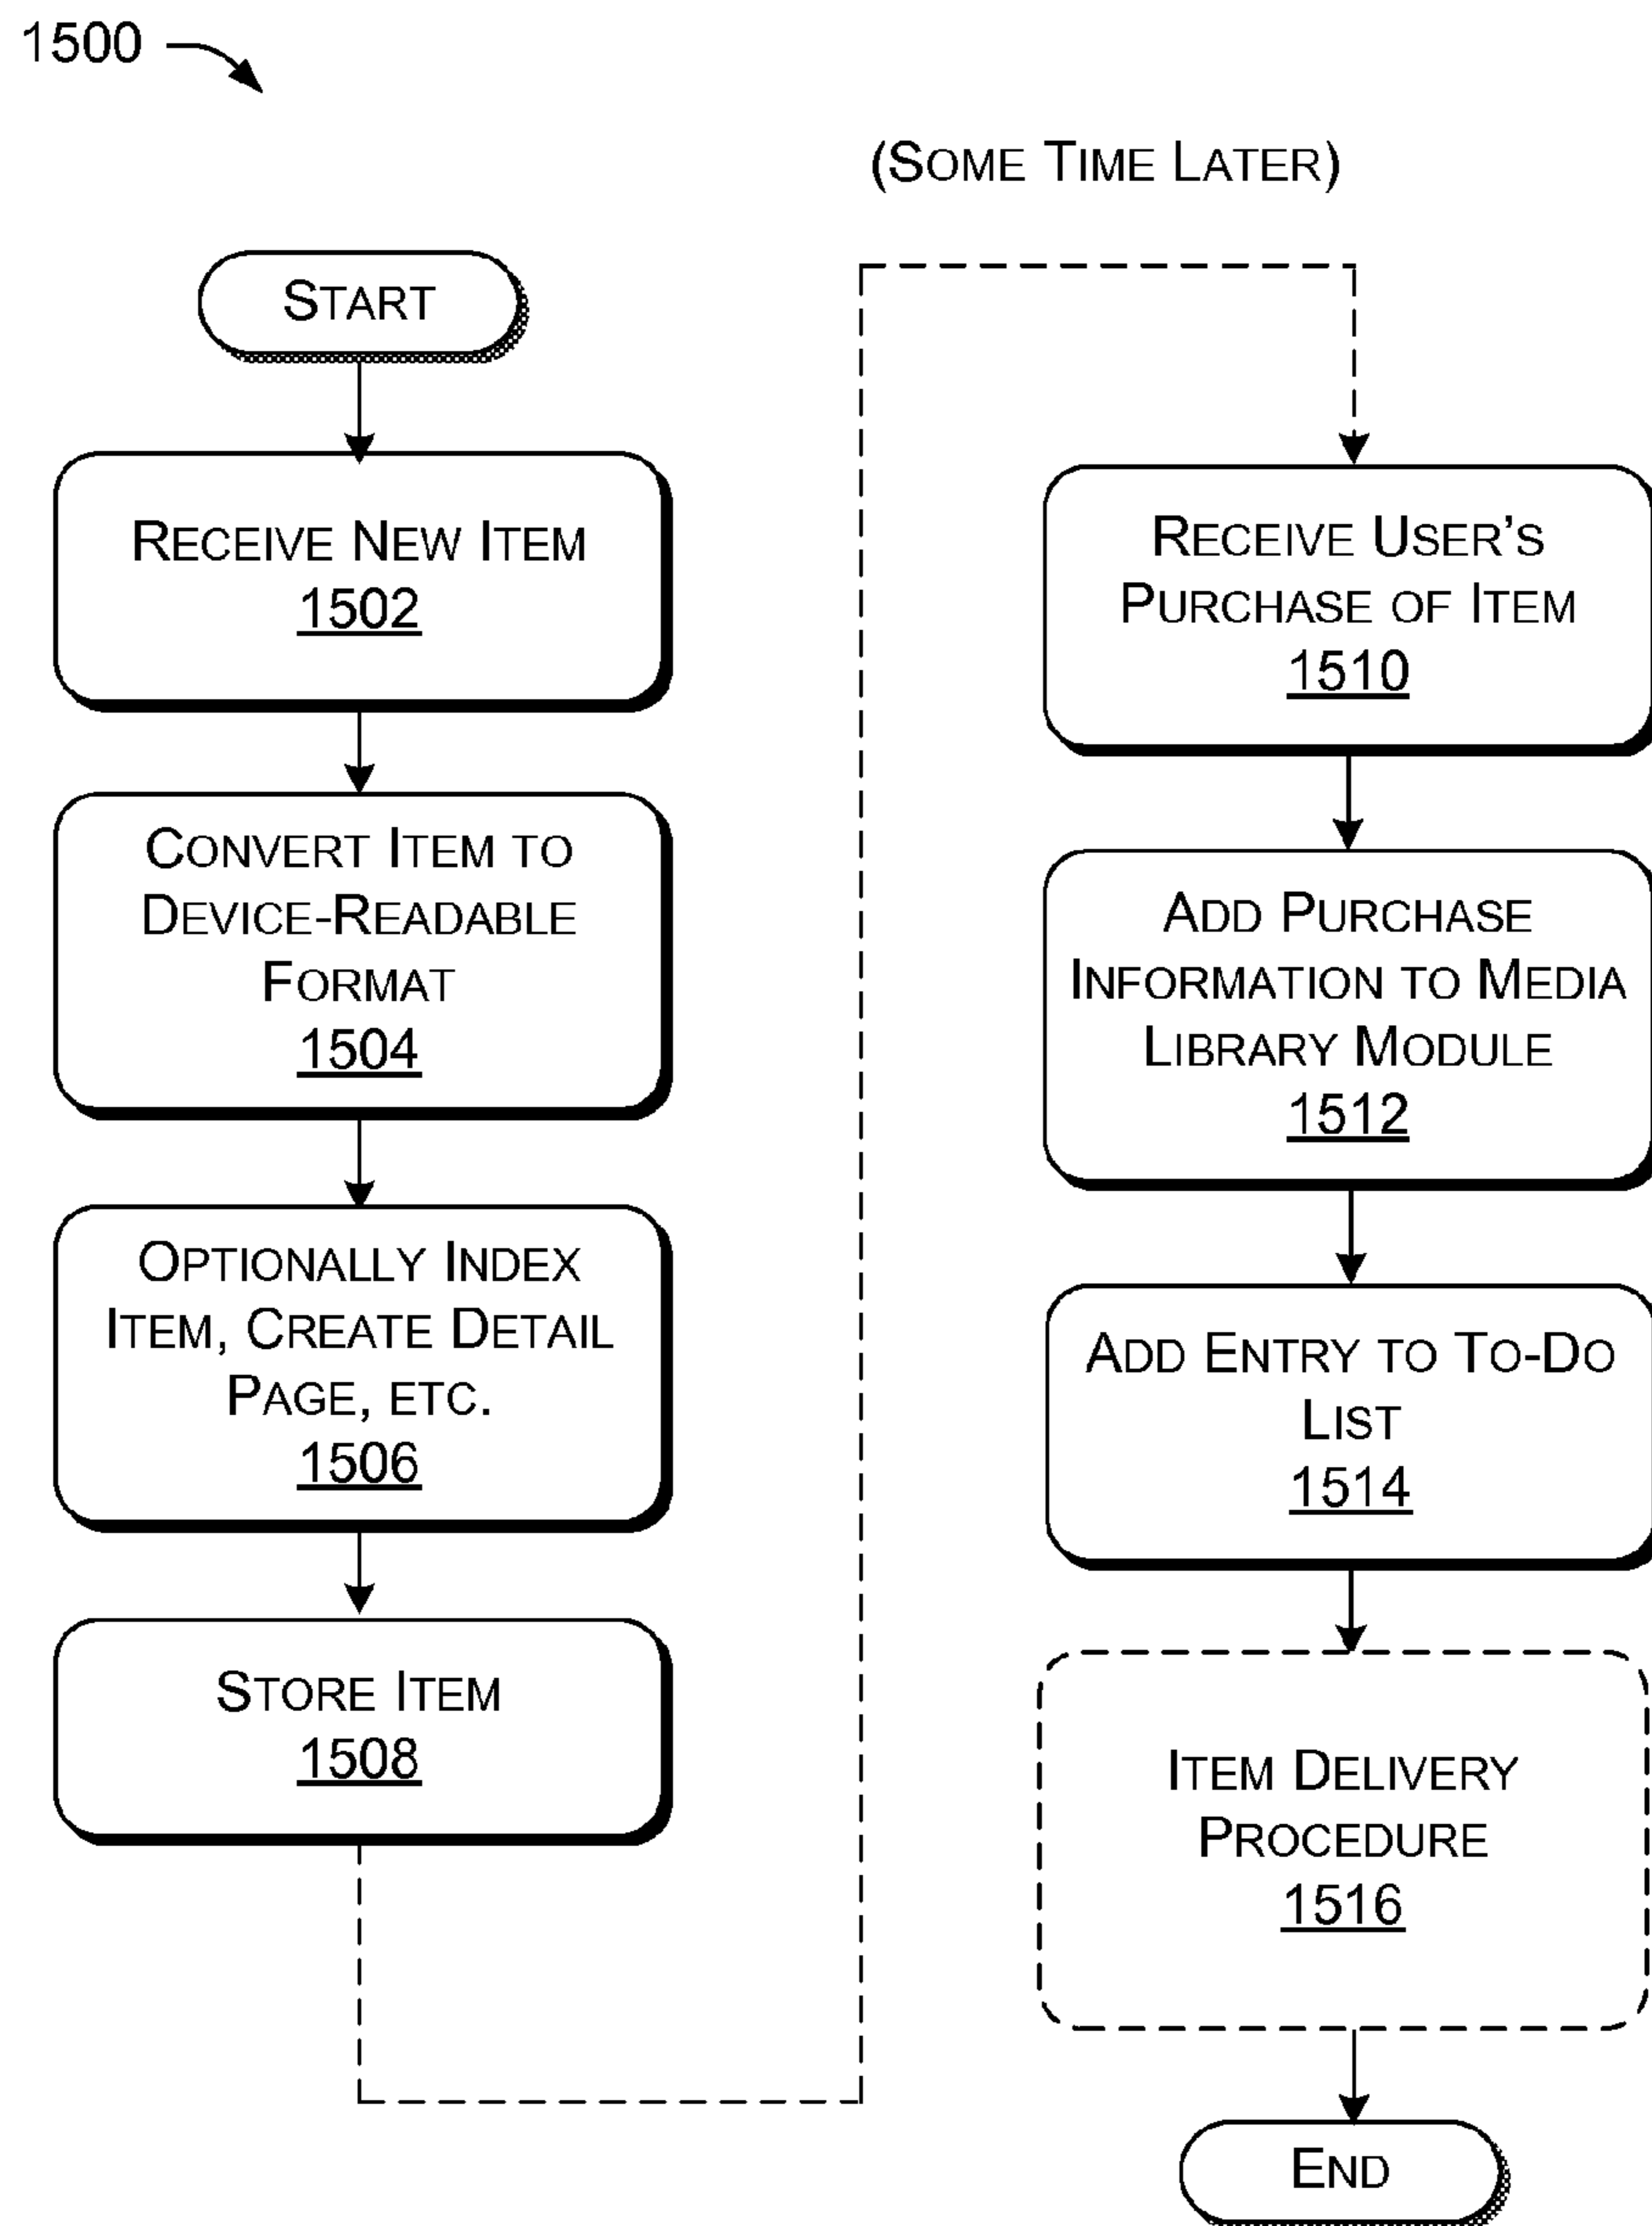 1500
START
RECEIVE NEW ITEM
1502
CONVERT ITEM TO
DEVICE-READABLE
FORMAT
1504
OPTIONALLY INDEX
ITEM, CREATE DETAIL
PAGE, ETC.
1506
STORE ITEM
1508
(SOME TIME LATER)
RECEIVE USER'S
PURCHASE OF ITEM
1510
ADD PURCHASE
INFORMATION TO MEDIA
LIBRARY MODULE
1512
ADD ENTRY TO TO-DO
LIST
1514
ITEM DELIVERY
PROCEDURE
1516
END